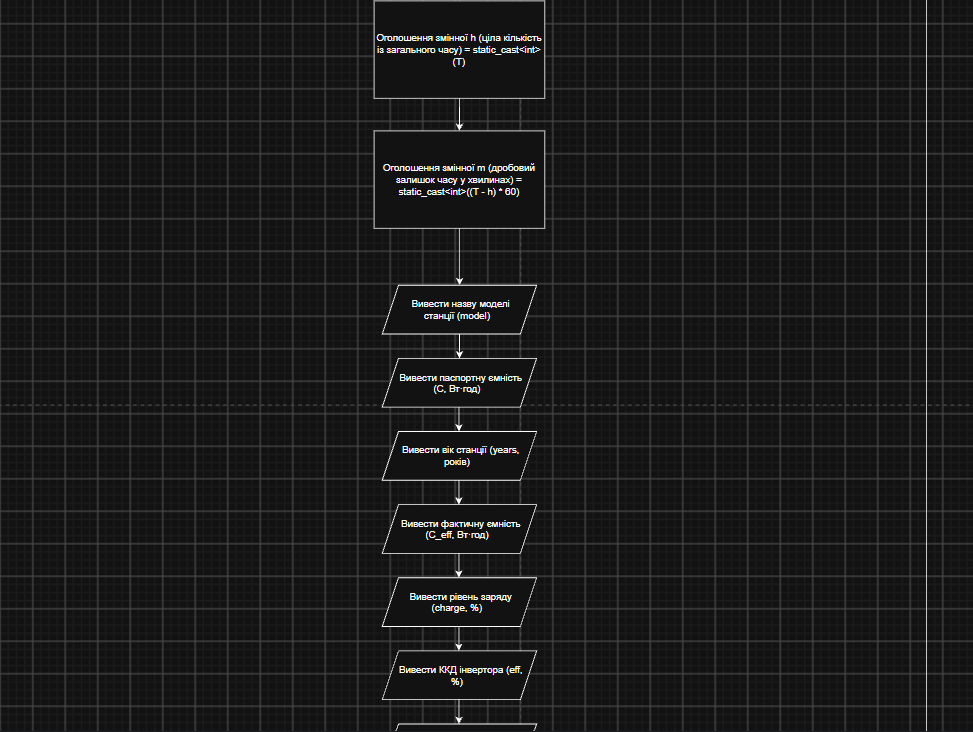 Оголошення змінної h (ціла кількість
із загального часу) = static_cast<int>
(T)
Оголошення змінної m (дробовий
залишок часу у хвилинах) =
static_cast<int>((T - h) * 60)
Вивести назву моделі
станції (model)
Вивести паспортну ємність
(C, Вт·год)
Вивести вік станції (years,
років)
Вивести фактичну ємність
(C_eff, Вт·год)
Вивести рівень заряду
(charge, %)
Вивести ККД інвертора (eff,
%)